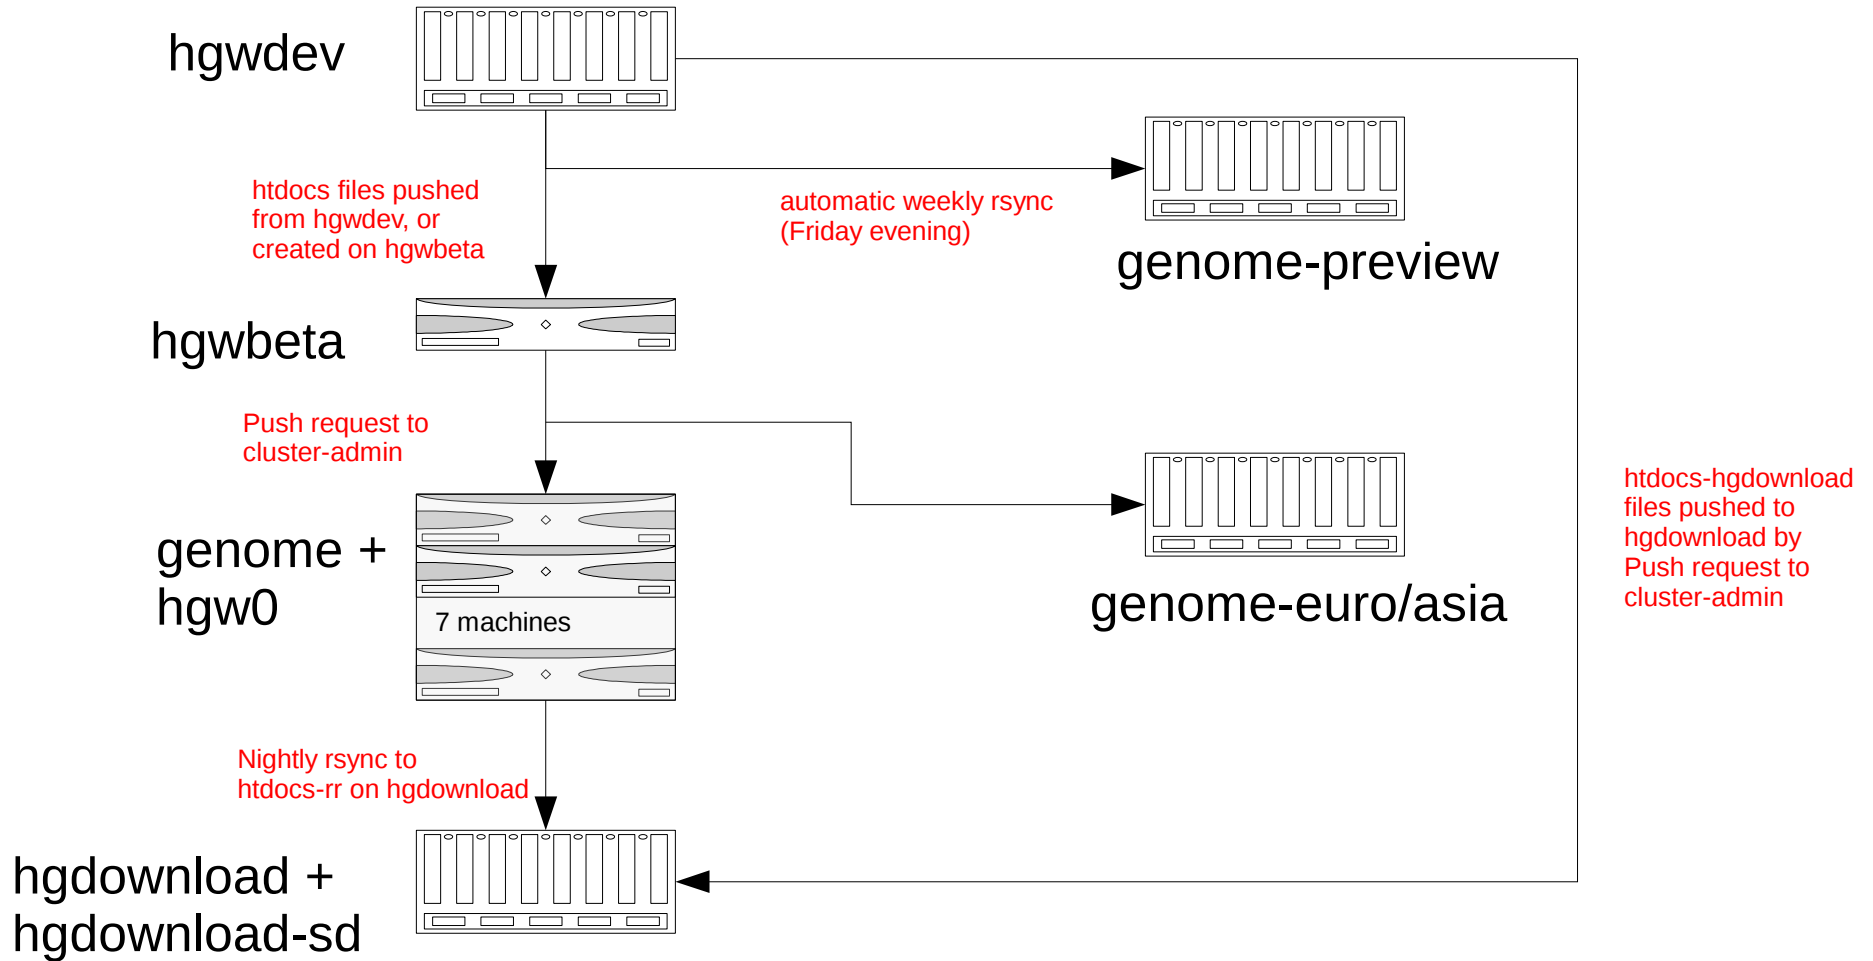 hgwdev
htdocs files pushed
from hgwdev, or
created on hgwbeta
automatic weekly rsync
(Friday evening)
genome-preview
hgwbeta
Push request to
cluster-admin
genome +
hgw0
7 machines
genome-euro/asia
htdocs-hgdownload
files pushed to
hgdownload by
Push request to
cluster-admin
Nightly rsync to
htdocs-rr on hgdownload
hgdownload +
hgdownload-sd